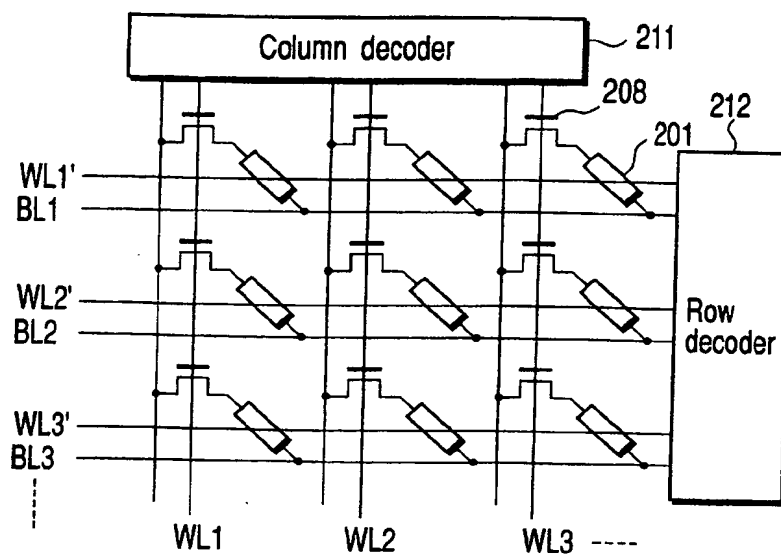 Column decoder
211
208
212
201
WL1'
BL1
WL2'
BL2
Row
decoder
WL3'
BL3
WL1
WL2
WL3